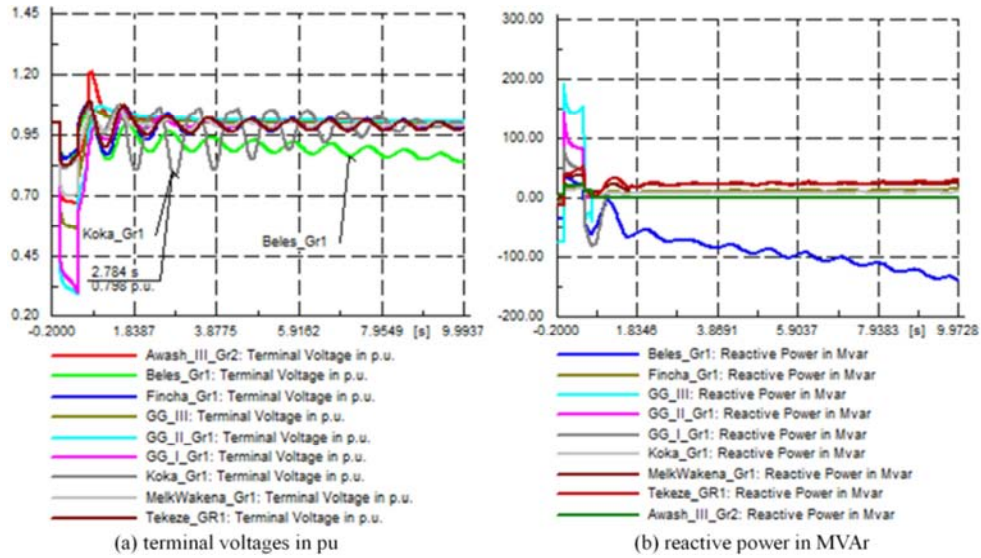 1.45
1.20
0.95
0.70
0.45
0.20
Koka_Gr1
2.784 s
0.798 p.u.
Beles_Gr1
-0.2000 1.8387 3.8775 5.9162 7.9549 [s] 9.9937
Awash_III_Gr2: Terminal Voltage in p.u.
Beles_Gr1: Terminal Voltage in p.u.
Fincha_Gr1: Terminal Voltage in p.u.
GG_III: Terminal Voltage in p.u.
GG_II_Gr1: Terminal Voltage in p.u.
GG_I_Gr1: Terminal Voltage in p.u.
Koka_Gr1: Terminal Voltage in p.u.
MelkWakena_Gr1: Terminal Voltage in p.u.
Tekeze_GR1: Terminal Voltage in p.u.
(a) terminal voltages in pu
300.00
200.00
100.00
0.00
-100.00
-200.00
-0.2000 1.8346 3.8691 5.9037 7.9383 [s] 9.9728
Beles_Gr1: Reactive Power in Mvar
Fincha_Gr1: Reactive Power in Mvar
GG_III: Reactive Power in Mvar
GG_II_Gr1: Reactive Power in Mvar
GG_I_Gr1: Reactive Power in Mvar
Koka_Gr1: Reactive Power in Mvar
MelkWakena_Gr1: Reactive Power in Mvar
Tekeze_GR1: Reactive Power in Mvar
Awash_III_Gr2: Reactive Power in Mvar
(b) reactive power in MVAr